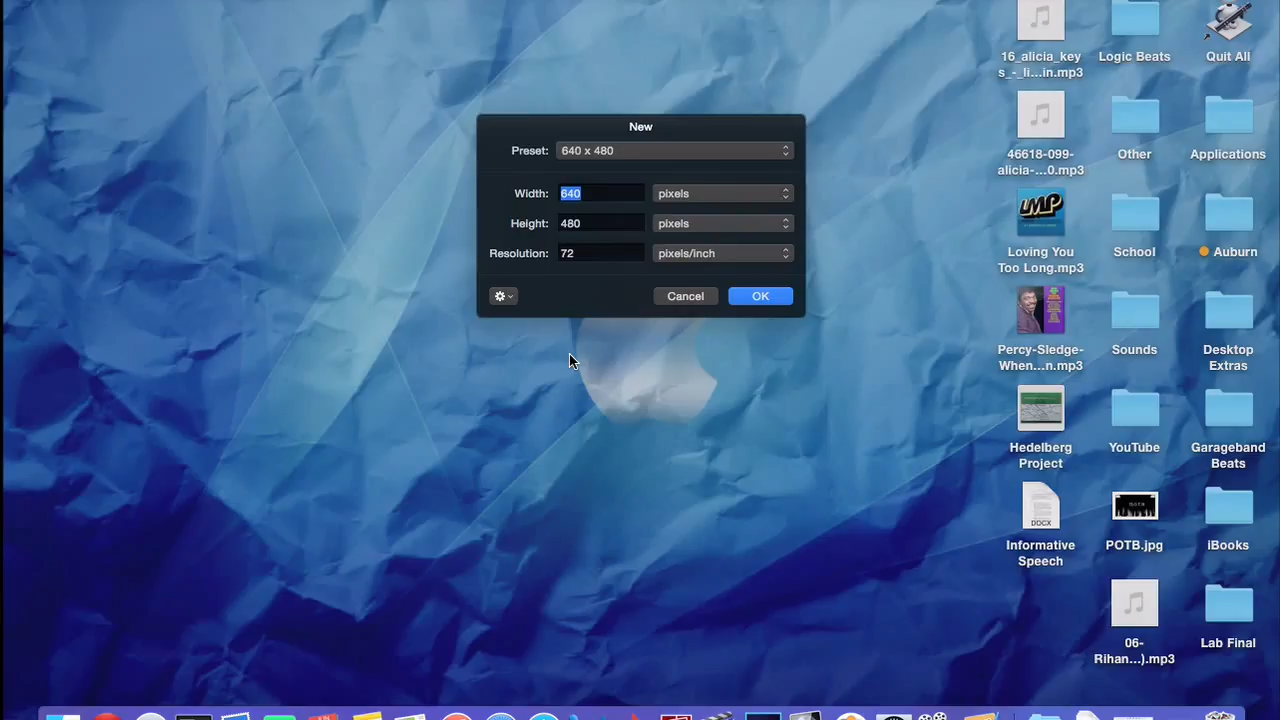 New
Preset: 640 x 480
Width: 640 pixels
Height: 480 pixels
Resolution: 72 pixels/inch
Cancel OK
16_alicia_key
s_-_li...in.mp3
Logic Beats
Quit All
46618-099-
alicia-...0.mp3
Other
Applications
LMP
Loving You
Too Long.mp3
School
Auburn
Percy-Sledge-
When...n.mp3
Sounds
Desktop
Extras
Hedelberg
Project
YouTube
Garageband
Beats
DOCX
Informative
Speech
POTB.jpg
iBooks
06-
Rihan...).mp3
Lab Final